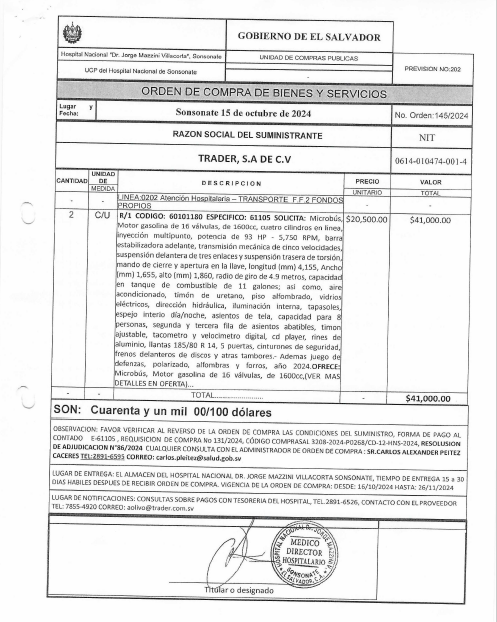 GOBIERNO DE EL SALVADOR
Hospital Nacional "Dr. Jorge Mazzini Villacorta", Sonsonate
UNIDAD DE COMPRAS PUBLICAS
PREVISION NO:202
UCP del Hospital Nacional de Sonsonate
-
ORDEN DE COMPRA DE BIENES Y SERVICIOS
Lugar y Fecha:
Sonsonate 15 de octubre de 2024
No. Orden:145/2024
RAZON SOCIAL DEL SUMINISTRANTE
NIT
TRADER, S.A DE C.V
0614-010474-001-4
CANTIDAD
UNIDAD DE MEDIDA
DESCRIPCION
PRECIO UNITARIO
VALOR TOTAL
- - LINEA:0202 Atención Hospitalaria – TRANSPORTE F.F.2 FONDOS
PROPIOS - -
2 C/U R/1 CODIGO: 60101180 ESPECIFICO: 61105 SOLICITA: Microbús, $20,500.00 $41,000.00
Motor gasolina de 16 válvulas, de 1600cc, cuatro cilindros en línea,
inyección multipunto, potencia de 93 HP - 5,750 RPM, barra
estabilizadora adelante, transmisión mecánica de cinco velocidades,
suspensión delantera de tres enlaces y suspensión trasera de torsión,
mando de cierre y apertura en la llave, longitud (mm) 4,155, Ancho
(mm) 1,655, alto (mm) 1,860, radio de giro de 4.9 metros, capacidad
en tanque de combustible de 11 galones; así como, aire
acondicionado, timón de uretano, piso alfombrado, vidrio
eléctricos, dirección hidráulica, iluminación interna, tapasoles,
espejo interio día/noche, asientos de tela, capacidad para 8
personas, segunda y tercera fila de asientos abatibles, timon
ajustable, tacometro y velocimetro digital, cd player, rines de
aluminio, llantas 185/80 R 14, 5 puertas, cinturones de seguridad,
frenos delanteros de discos y atras tambores.- Ademas juego de
defensas, polarizado, alfombras y forros, año 2024.OFRECE:
Microbús, Motor gasolina de 16 válvulas, de 1600cc,(VER MAS
DETALLES EN OFERTA)...
- - TOTAL................................................ - $41,000.00
SON: Cuarenta y un mil 00/100 dólares
OBSERVACION: FAVOR VERIFICAR AL REVERSO DE LA ORDEN DE COMPRA LAS CONDICIONES DEL SUMINISTRO, FORMA DE PAGO AL
CONTADO E-61105 , REQUISICION DE COMPRA No 131/2024, CÓDIGO COMPRASAL 3208-2024-P0268/CD-12-HNS-2024, RESOLUSION
DE ADJUDICACION N°86/2024 CUALQUIER CONSULTA CON EL ADMINISTRADOR DE ORDEN DE COMPRA : SR.CARLOS ALEXANDER PEITEZ
CACERES TEL:2891-6595 CORREO: carlos.peitez@salud.gob.sv
LUGAR DE ENTREGA: EL ALMACEN DEL HOSPITAL NACIONAL DR. JORGE MAZZINI VILLACORTA SONSONATE, TIEMPO DE ENTREGA 15 a 30
DIAS HABILES DESPUES DE RECIBIR ORDEN DE COMPRA. VIGENCIA DE LA ORDEN DE COMPRA: DESDE: 16/10/2024 HASTA: 26/11/2024
LUGAR DE NOTIFICACIONES: CONSULTAS SOBRE PAGOS CON TESORERIA DEL HOSPITAL, TEL:2891-6526, CONTACTO CON EL PROVEEDOR
TEL: 7855-4920 CORREO: aolivo@trader.com.sv
MEDICO
DIRECTOR
HOSPITALARIO
SONSONATE
EL SALVADOR, C.A.
Titular o designado